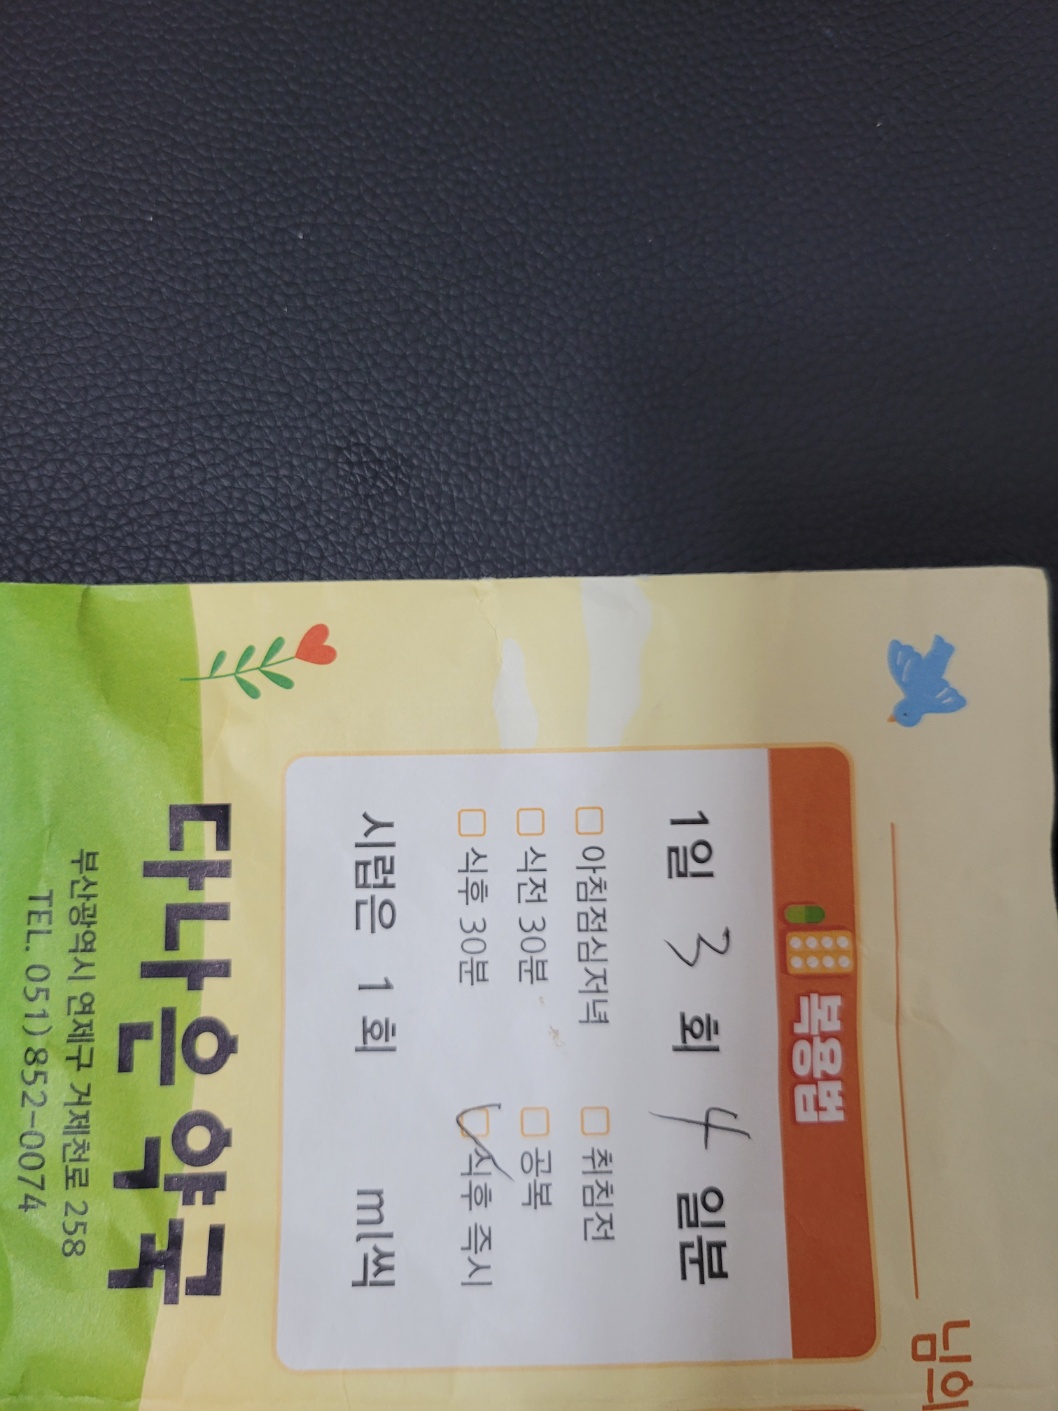 님의
복용법
1일 3 회 4 일분
아침점심저녁 취침전
식전 30분 공복
식후 30분 식후 즉시
시럽은 1 회 ml씩
다나은약국
부산광역시 연제구 거제천로 258
TEL. 051) 852-0074